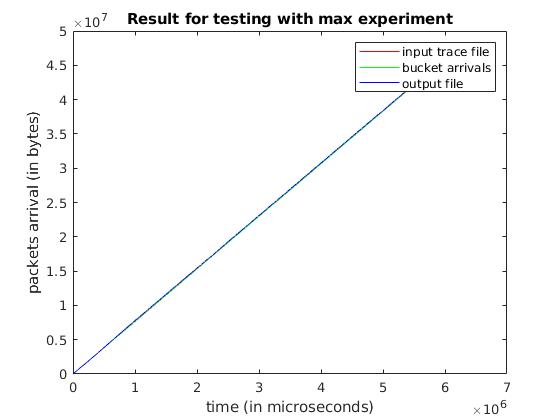 Result for testing with max experiment
×10⁷
5
4.5
4
3.5
3
2.5
2
1.5
1
0.5
0
packets arrival (in bytes)
input trace file
bucket arrivals
output file
0 1 2 3 4 5 6 7
time (in microseconds)
×10⁶